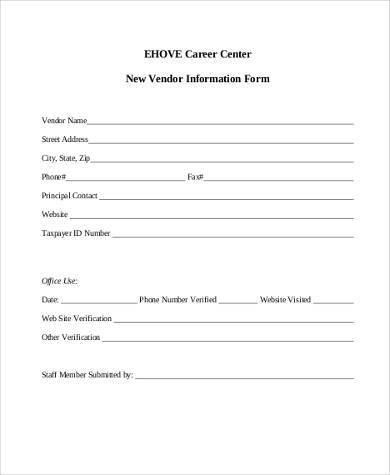 EHOVE Career Center
New Vendor Information Form
Vendor Name
Street Address
City, State, Zip
Phone# Fax#
Principal Contact
Website
Taxpayer ID Number
Office Use:
Date: Phone Number Verified Website Visited
Web Site Verification
Other Verification
Staff Member Submitted by: